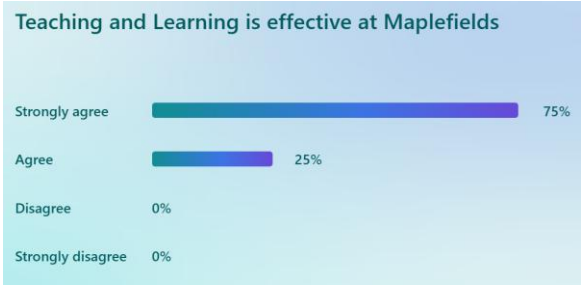 Teaching and Learning is effective at Maplefields
Strongly agree 75%
Agree 25%
Disagree 0%
Strongly disagree 0%